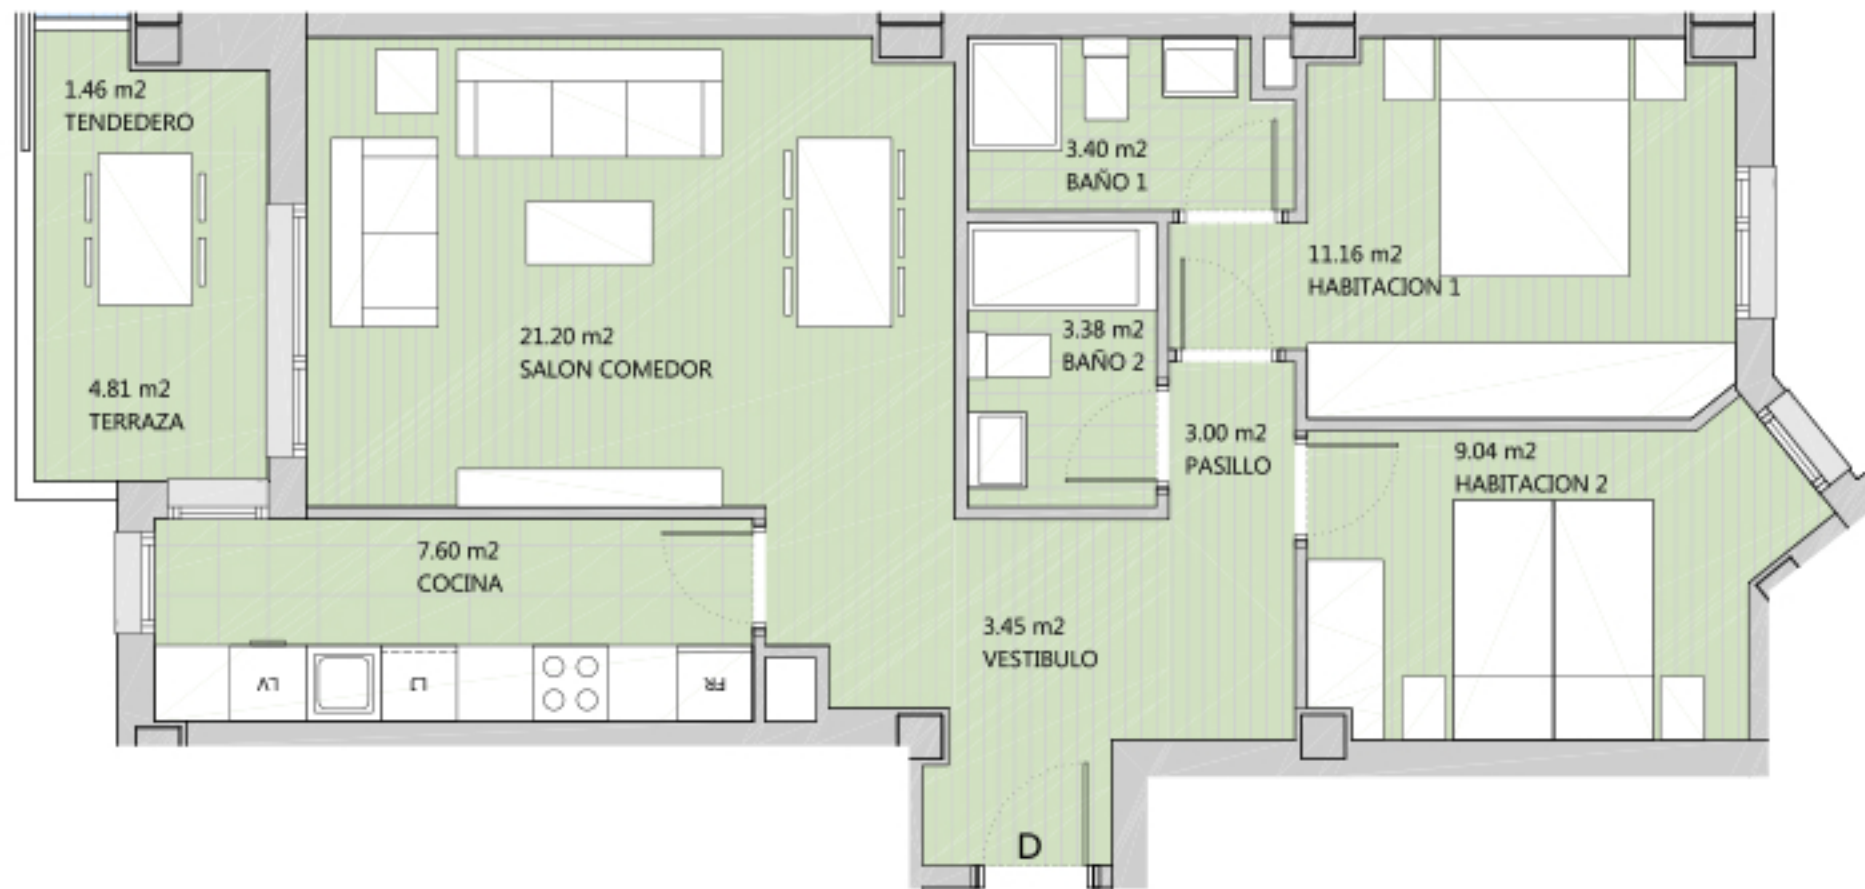 1.46 m2
TENDEDERO
3.40 m2
BAÑO 1
11.16 m2
HABITACION 1
21.20 m2
SALON COMEDOR
3.38 m2
BAÑO 2
4.81 m2
TERRAZA
3.00 m2
PASILLO
9.04 m2
HABITACION 2
7.60 m2
COCINA
3.45 m2
VESTIBULO
LV
LT
FR
D